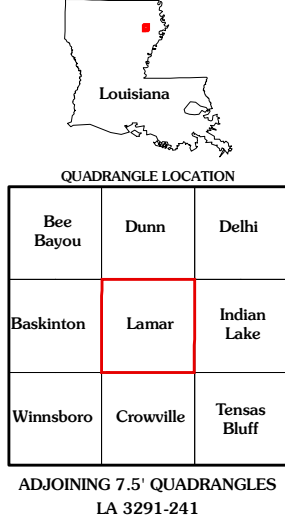 Louisiana
QUADRANGLE LOCATION
Bee
Bayou
Dunn
Delhi
Baskinton
Lamar
Indian
Lake
Winnsboro
Crowville
Tensas
Bluff
ADJOINING 7.5' QUADRANGLES
LA 3291-241